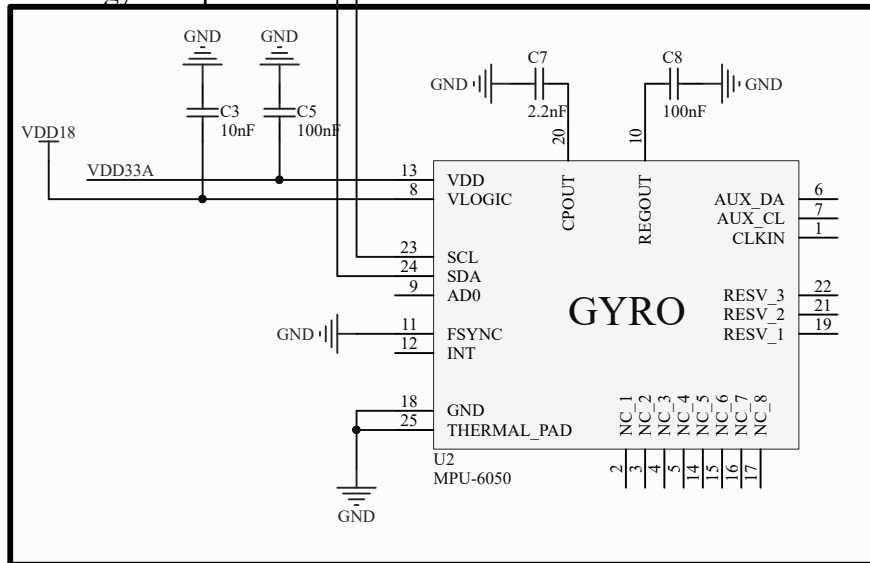 GND
GND
C3
10nF
C5
100nF
VDD18
VDD33A
GND
C7
2.2nF
C8
100nF
GND
20
10
13
VDD
8
VLOGIC
23
SCL
24
SDA
9
AD0
GND
11
FSYNC
12
INT
18
GND
25
THERMAL_PAD
GND
CPOUT
REGOUT
GYRO
AUX_DA
6
AUX_CL
7
CLKIN
1
RESV_3
22
RESV_2
21
RESV_1
19
NC_1
NC_2
NC_3
NC_4
NC_5
NC_6
NC_7
NC_8
2
3
4
5
14
15
16
17
U2
MPU-6050